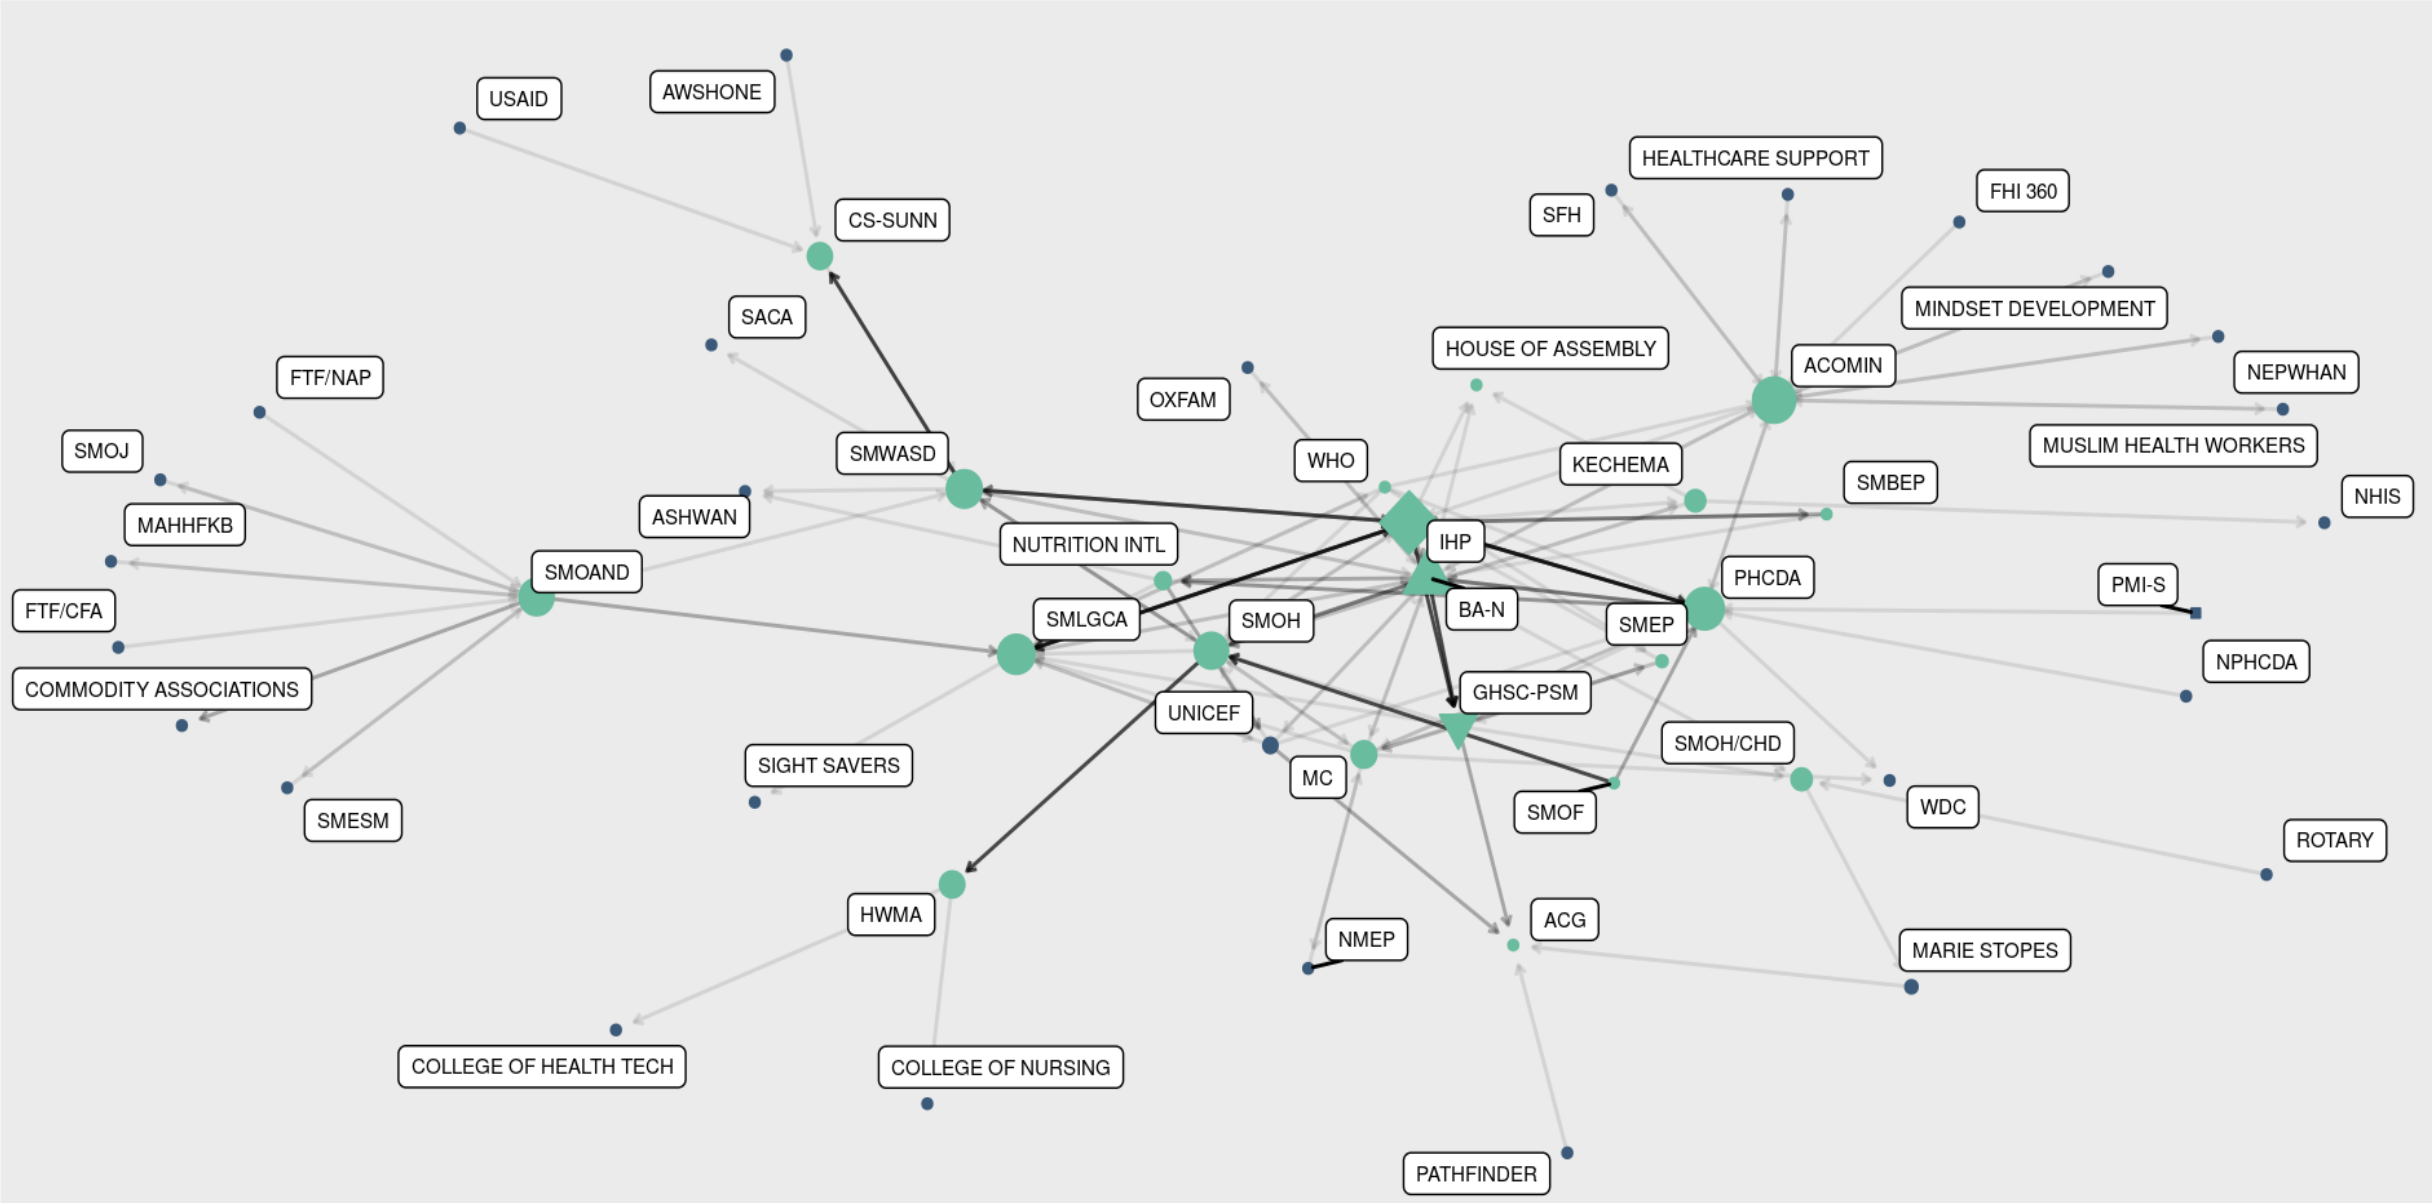 AWSHONE
USAID
HEALTHCARE SUPPORT
FHI 360
SFH
CS-SUNN
MINDSET DEVELOPMENT
SACA
HOUSE OF ASSEMBLY
ACOMIN
NEPWHAN
FTF/NAP
OXFAM
MUSLIM HEALTH WORKERS
SMOJ
SMWASD
WHO
KECHEMA
SMBEP
NHIS
ASHWAN
MAHHFKB
IHP
NUTRITION INTL
SMOAND
PHCDA
PMI-S
FTF/CFA
BA-N
SMLGCA
SMOH
SMEP
NPHCDA
COMMODITY ASSOCIATIONS
GHSC-PSM
UNICEF
SMOH/CHD
SIGHT SAVERS
MC
WDC
SMOF
SMESM
ROTARY
HWMA
ACG
NMEP
MARIE STOPES
COLLEGE OF HEALTH TECH
COLLEGE OF NURSING
PATHFINDER